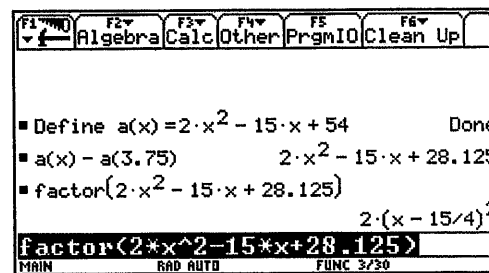 F1 F2 F3 F4 F5 F6
Algebra Calc Other PrgmIO Clean Up
▪ Define a(x)=2·x² − 15·x + 54 Done
▪ a(x) − a(3.75) 2·x² − 15·x + 28.125
▪ factor(2·x² − 15·x + 28.125)
2·(x − 15/4)²
factor(2*x^2-15*x+28.125)
MAIN RAD AUTO FUNC 3/30